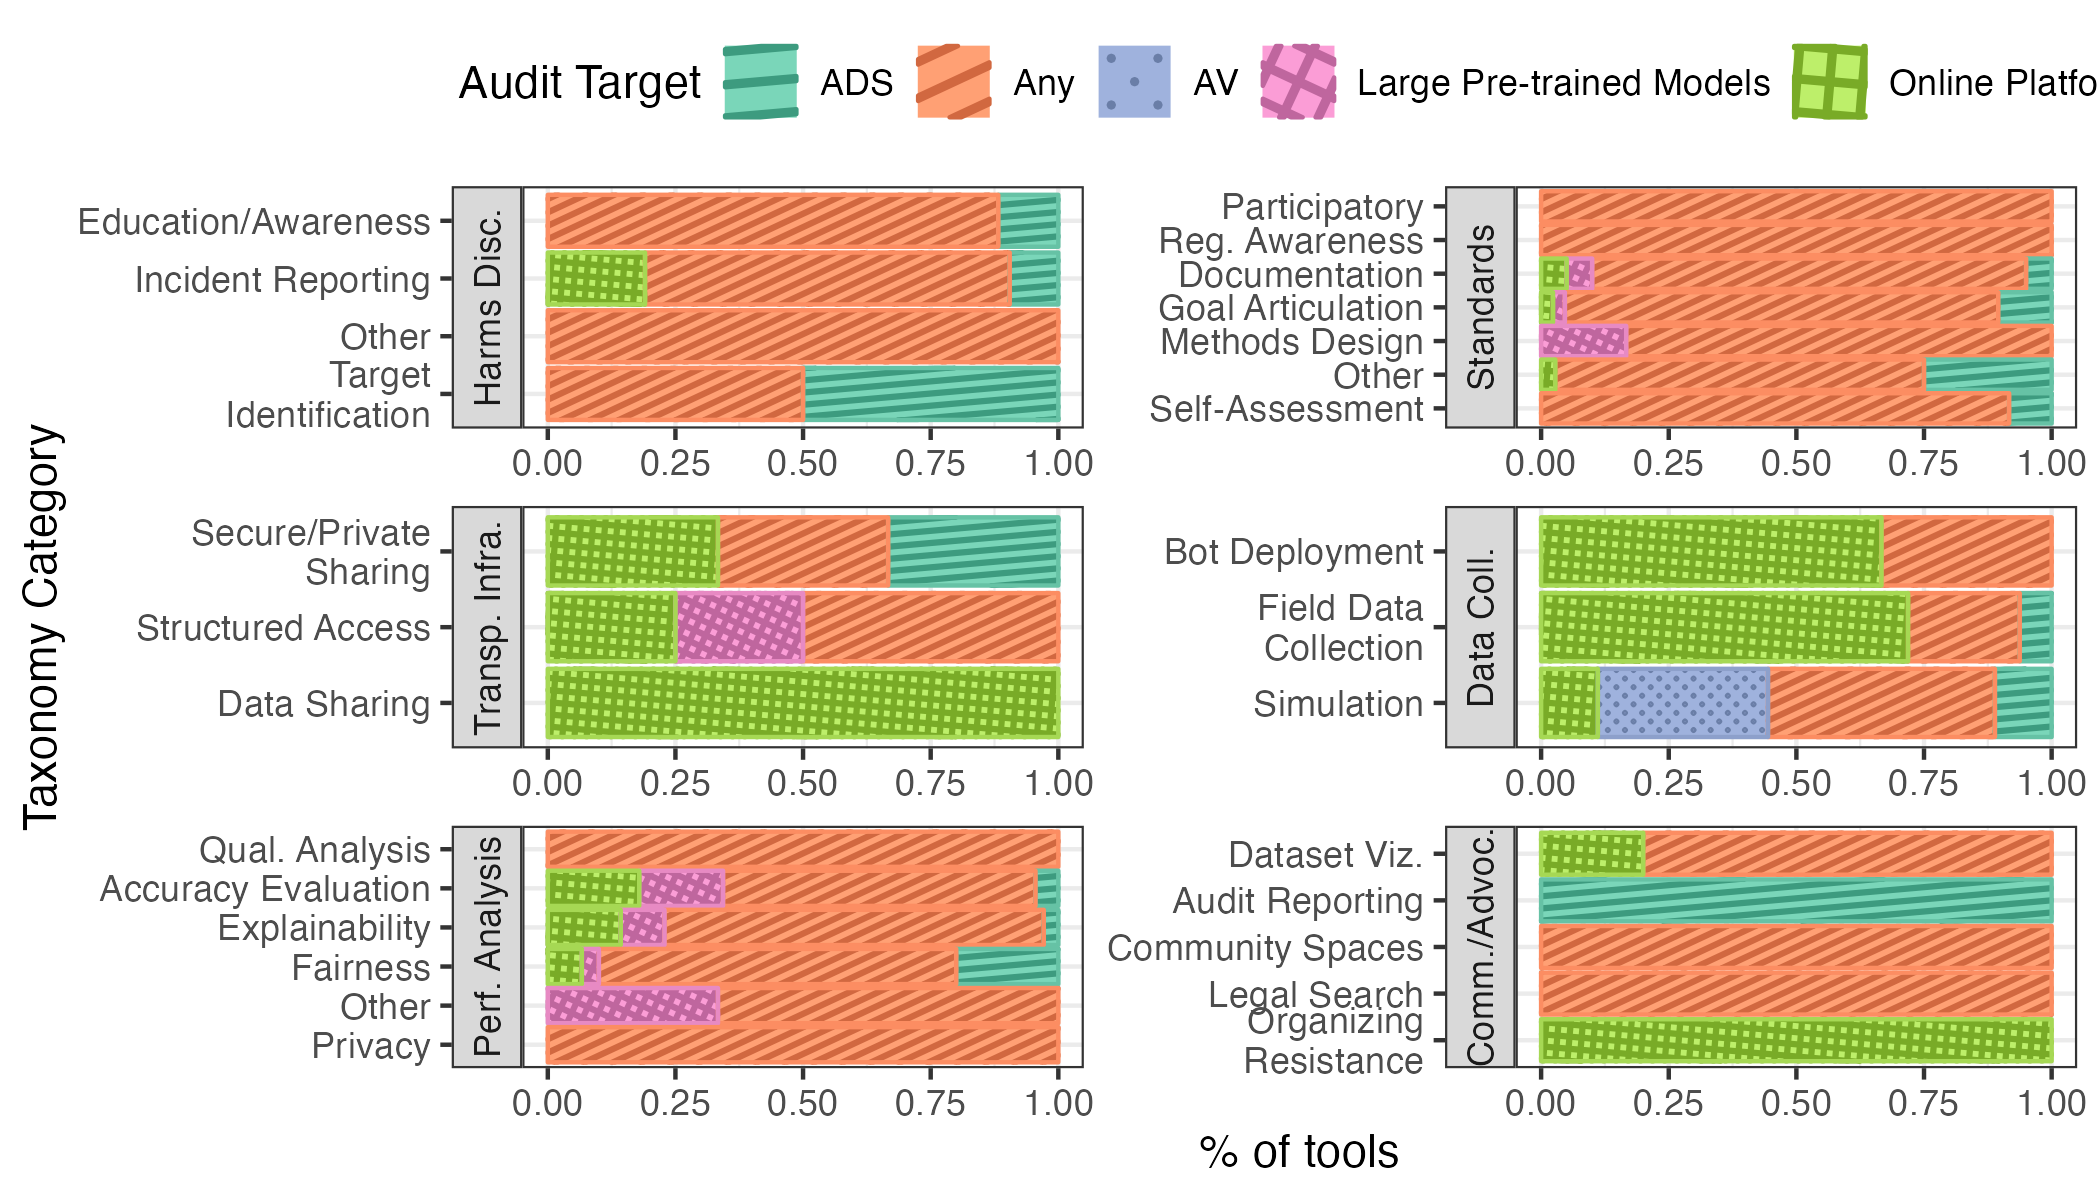 Audit Target ADS Any AV Large Pre-trained Models Online Platfo
Taxonomy Category
Education/Awareness
Incident Reporting
Other
Target
Identification
Harms Disc.
0.00 0.25 0.50 0.75 1.00
Participatory
Reg. Awareness
Documentation
Goal Articulation
Methods Design
Other
Self-Assessment
Standards
0.00 0.25 0.50 0.75 1.00
Secure/Private
Sharing
Structured Access
Data Sharing
Transp. Infra.
0.00 0.25 0.50 0.75 1.00
Bot Deployment
Field Data
Collection
Simulation
Data Coll.
0.00 0.25 0.50 0.75 1.00
Qual. Analysis
Accuracy Evaluation
Explainability
Fairness
Other
Privacy
Perf. Analysis
0.00 0.25 0.50 0.75 1.00
Dataset Viz.
Audit Reporting
Community Spaces
Legal Search
Organizing
Resistance
Comm./Advoc.
0.00 0.25 0.50 0.75 1.00
% of tools